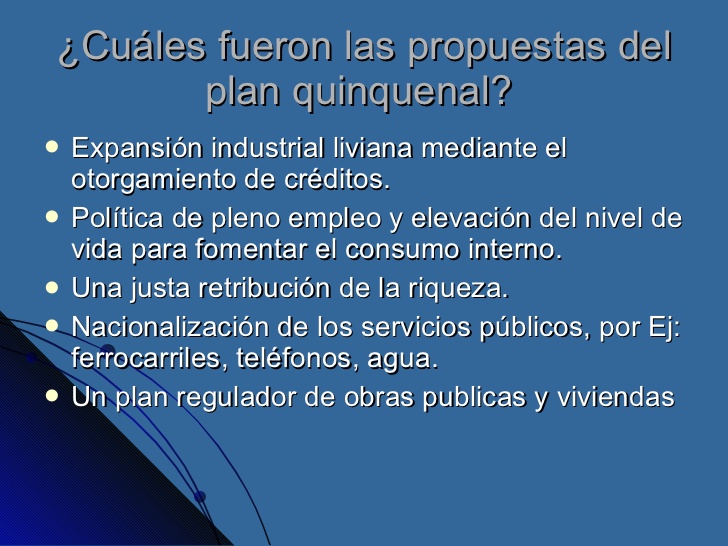 ¿Cuáles fueron las propuestas del
plan quinquenal?
Expansión industrial liviana mediante el
otorgamiento de créditos.
Política de pleno empleo y elevación del nivel de
vida para fomentar el consumo interno.
Una justa retribución de la riqueza.
Nacionalización de los servicios públicos, por Ej:
ferrocarriles, teléfonos, agua.
Un plan regulador de obras publicas y viviendas